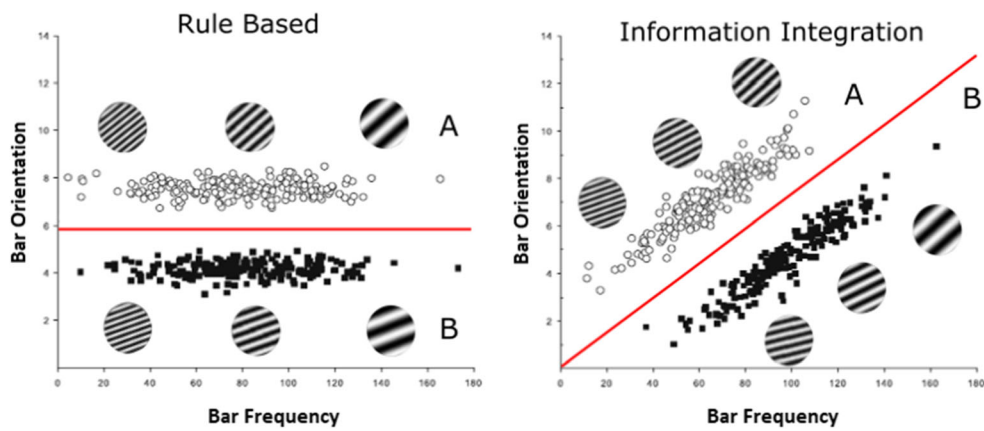 Rule Based
Bar Orientation
14
12
10
8
6
4
2
A
B
0 20 40 60 80 100 120 140 160 180
Bar Frequency
Information Integration
Bar Orientation
14
12
10
8
6
4
2
A
B
0 20 40 60 80 100 120 140 160 180
Bar Frequency